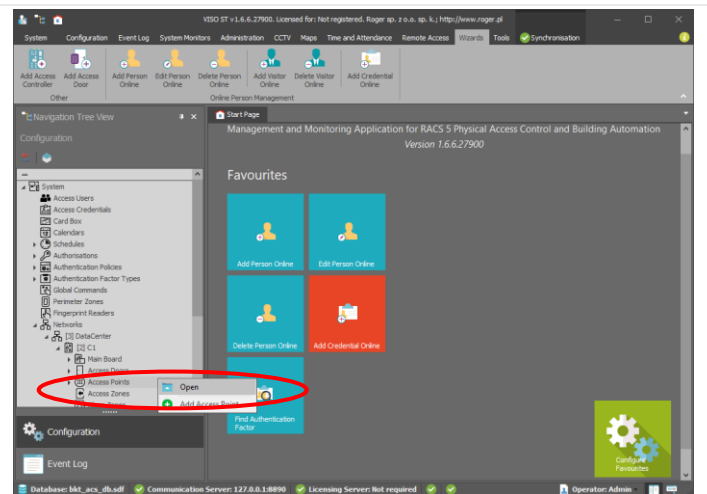 VISO ST v1.6.6.27900. Licensed for: Not registered. Roger sp. z o.o. sp. k.; http://www.roger.pl
System Configuration Event Log System Monitors Administration CCTV Maps Time and Attendance Remote Access Wizards Tools Synchronisation
Add Access Controller
Add Access Door
Add Person Online
Edit Person Online
Delete Person Online
Add Visitor Online
Delete Visitor Online
Add Credential Online
Other
Online Person Management
Navigation Tree View
Start Page
Configuration
Management and Monitoring Application for RACS 5 Physical Access Control and Building Automation
Version 1.6.6.27900
Favourites
System
Access Users
Access Credentials
Card Box
Calendars
Schedules
Authorisations
Authentication Policies
Authentication Factor Types
Global Commands
Perimeter Zones
Fingerprint Readers
Networks
[3] DataCenter
[2] C1
Main Board
Access Doors
Access Points
Access Zones
Open
Add Access Point
Add Person Online
Edit Person Online
Delete Person Online
Add Credential Online
Find Authentication
Factor
Configure
Favourites
Configuration
Event Log
Database: bkt_acs_db.sdf Communication Server: 127.0.0.1:8890 Licensing Server: Not required Operator: Admin